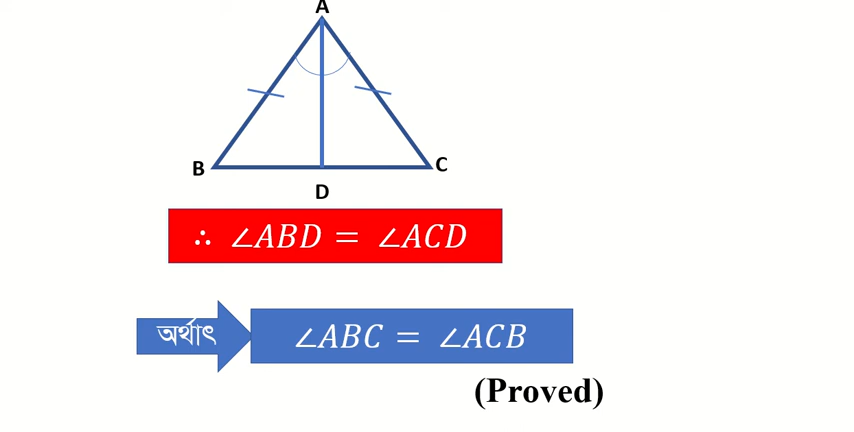 A
B
C
D
∴ ∠ABD = ∠ACD
অর্থাৎ
∠ABC = ∠ACB
(Proved)